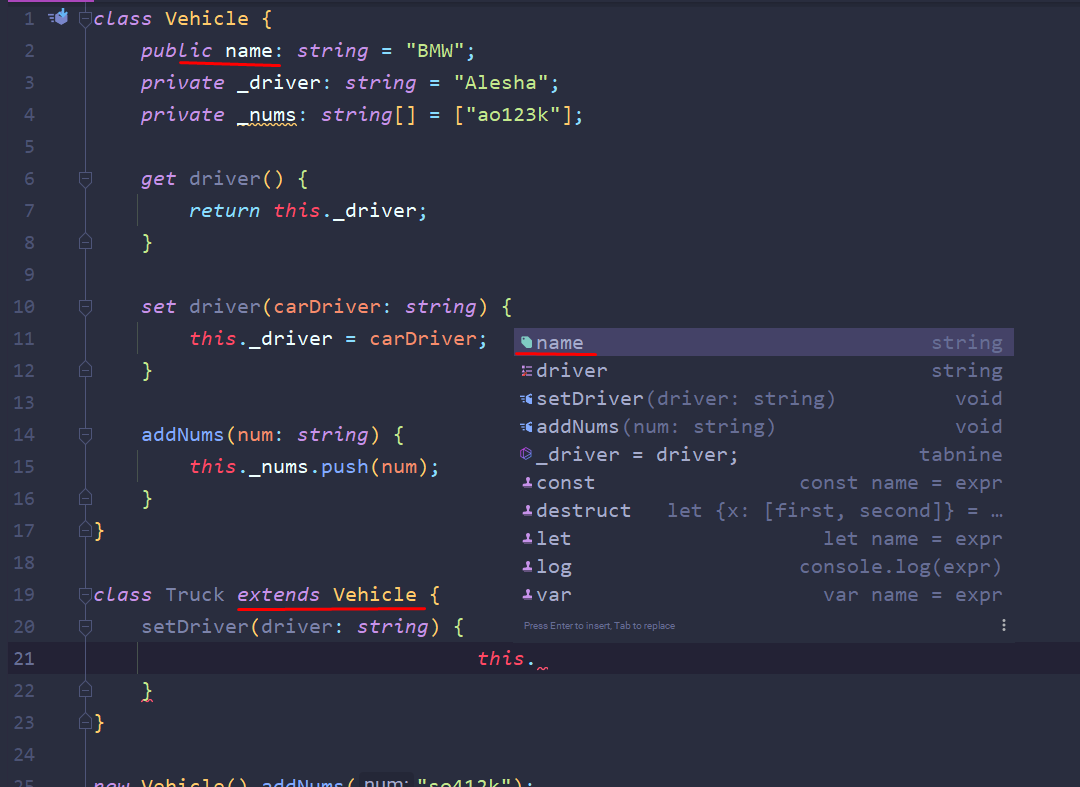 1 class Vehicle {
2 public name: string = "BMW";
3 private _driver: string = "Alesha";
4 private _nums: string[] = ["ao123k"];
5
6 get driver() {
7 return this._driver;
8 }
9
10 set driver(carDriver: string) {
11 this._driver = carDriver;
12 }
13
14 addNums(num: string) {
15 this._nums.push(num);
16 }
17 }
18
19 class Truck extends Vehicle {
20 setDriver(driver: string) {
21 this.
22 }
23 }
24
25 new Vehicle().addNums( num: "so412k");
name string
driver string
setDriver(driver: string) void
addNums(num: string) void
_driver = driver; tabnine
const const name = expr
destruct let {x: [first, second]} = …
let let name = expr
log console.log(expr)
var var name = expr
Press Enter to insert, Tab to replace